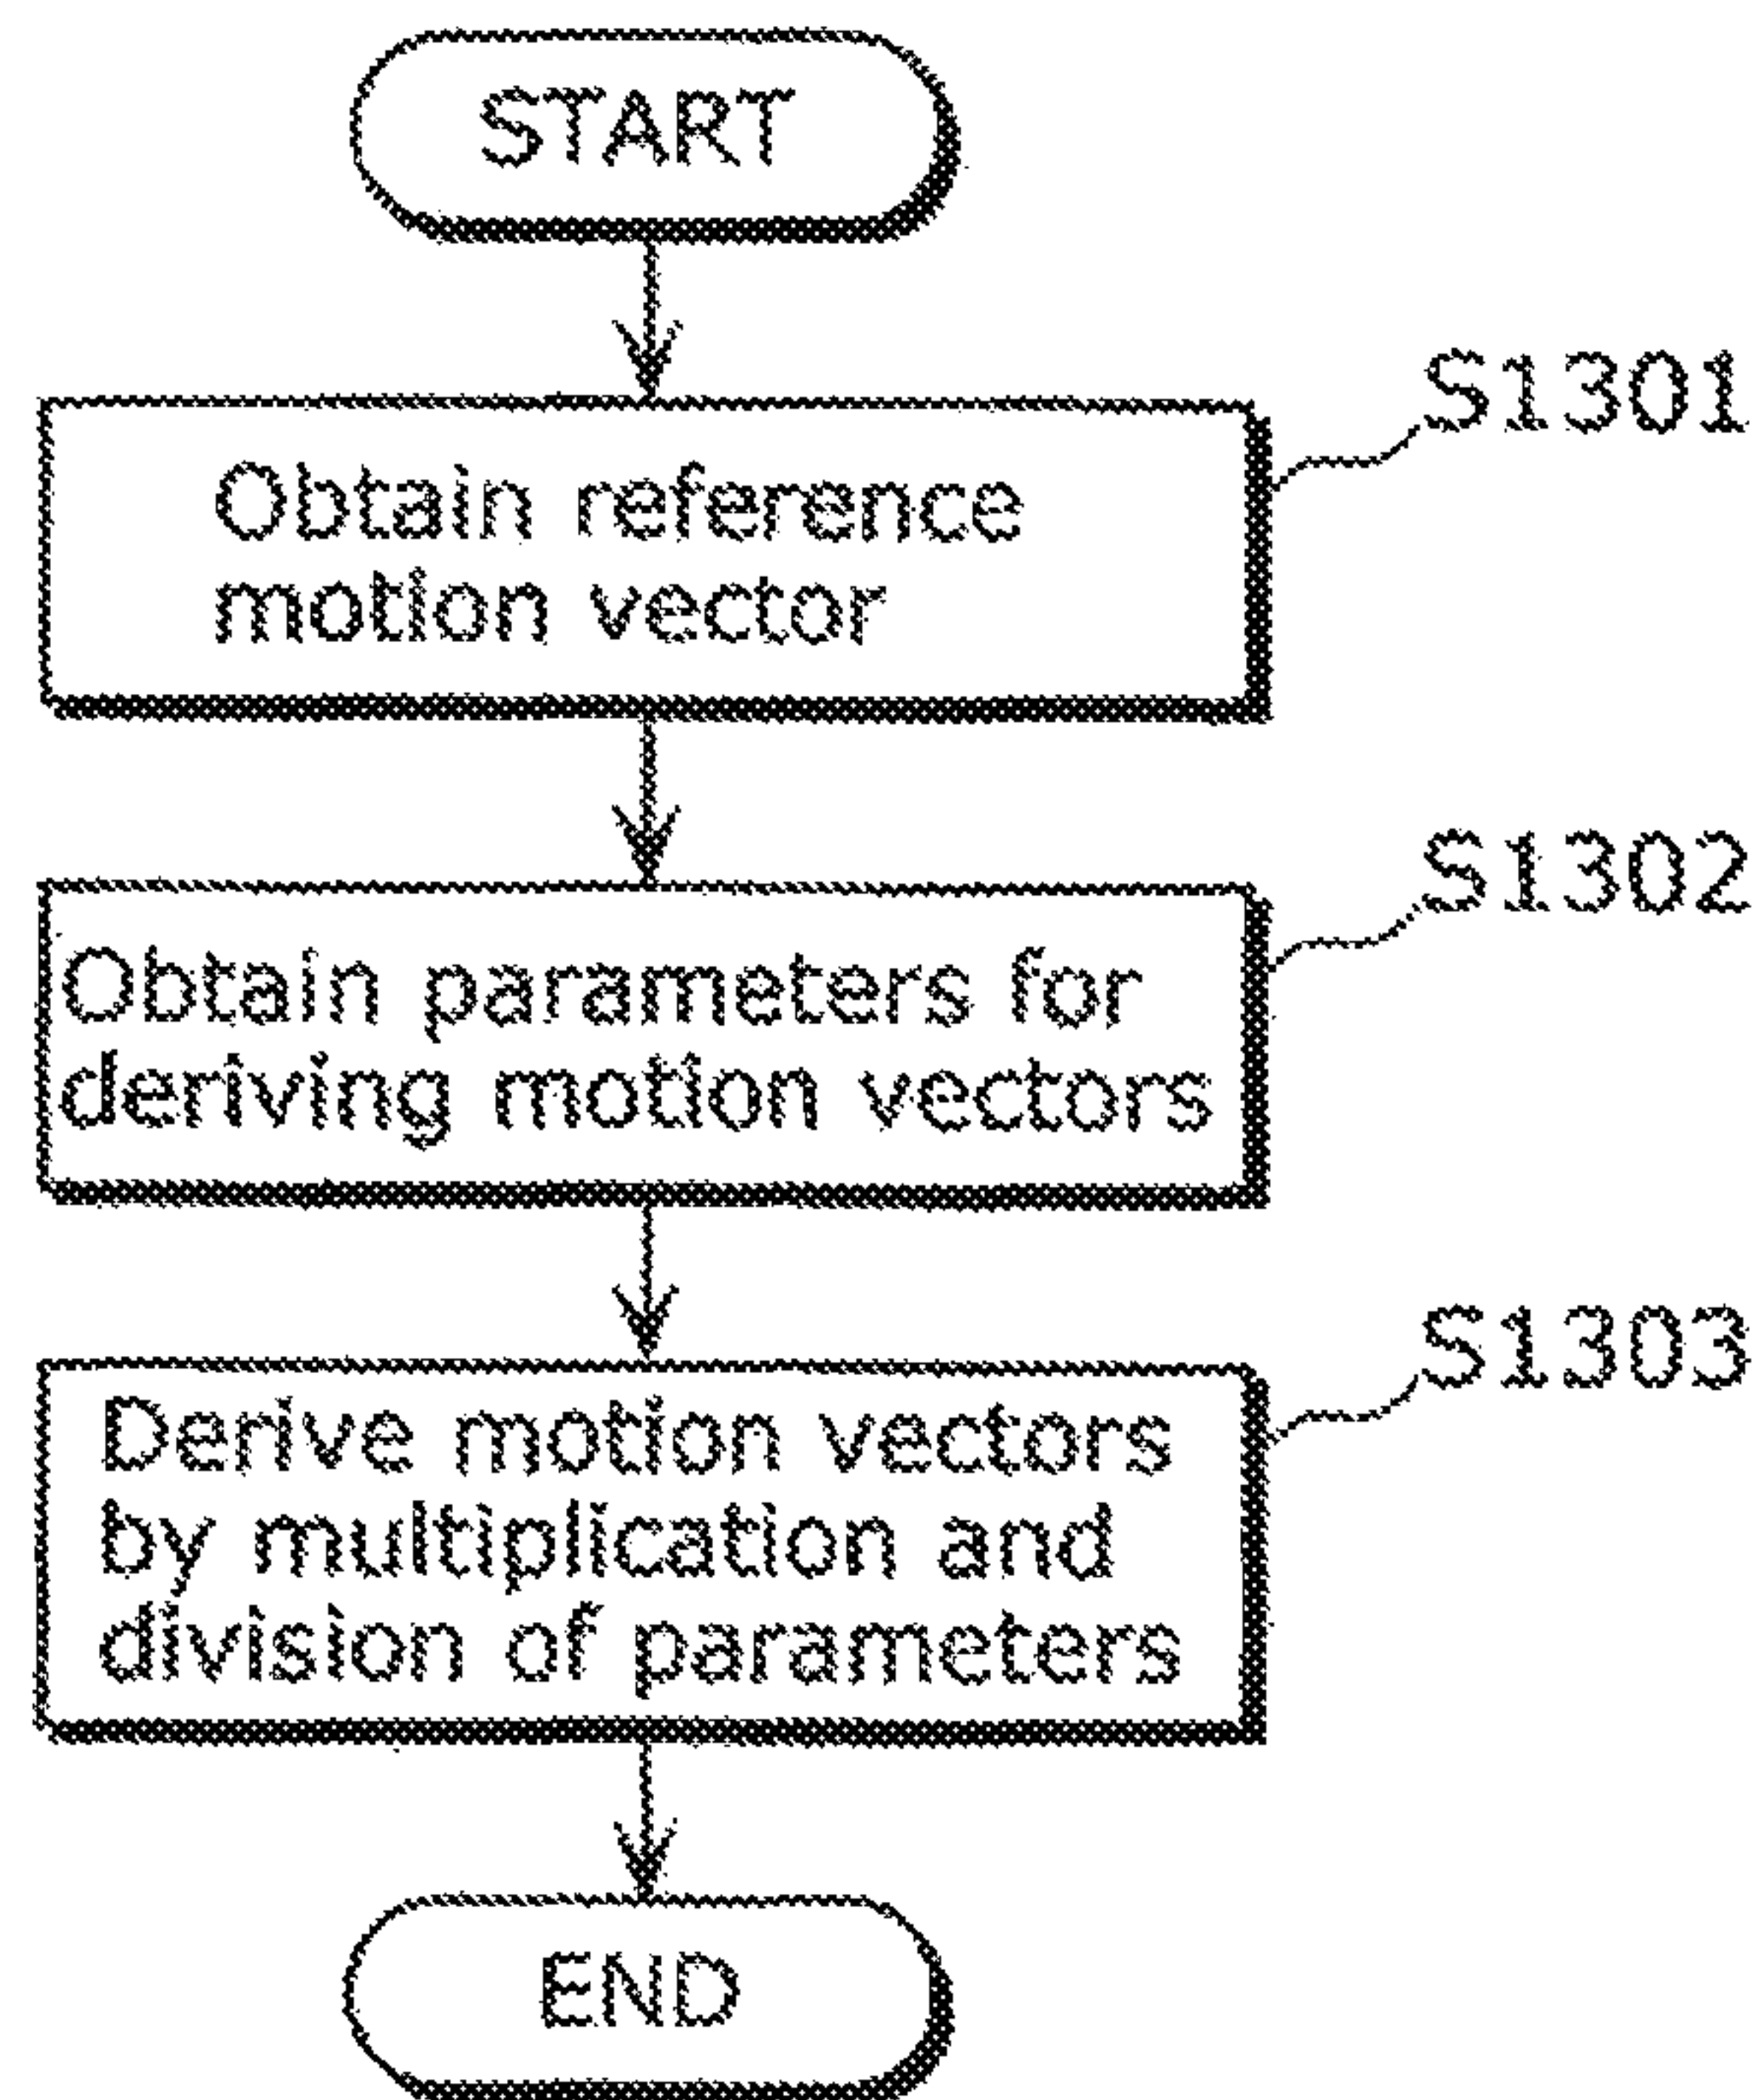 START
S1301
Obtain reference
motion vector
S1302
Obtain parameters for
deriving motion vectors
S1303
Derive motion vectors
by multiplication and
division of parameters
END